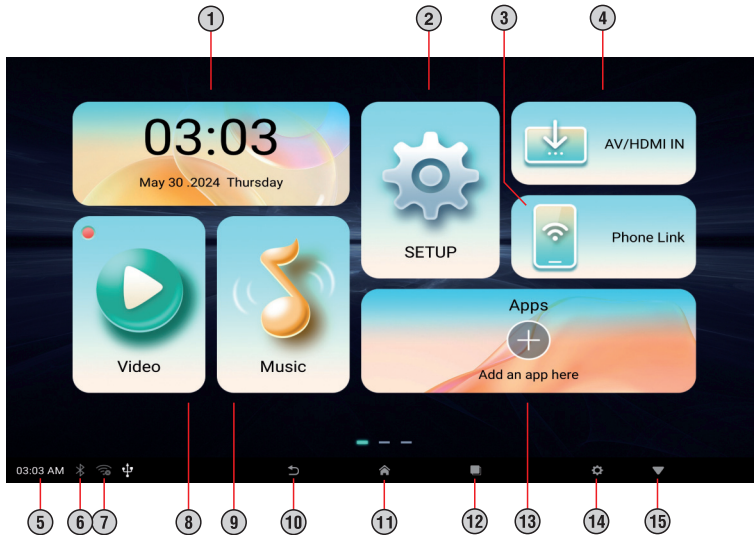 1
2
3
4
03:03
May 30 .2024 Thursday
SETUP
AV/HDMI IN
Phone Link
Video
Music
Apps
Add an app here
03:03 AM
5
6
7
8
9
10
11
12
13
14
15